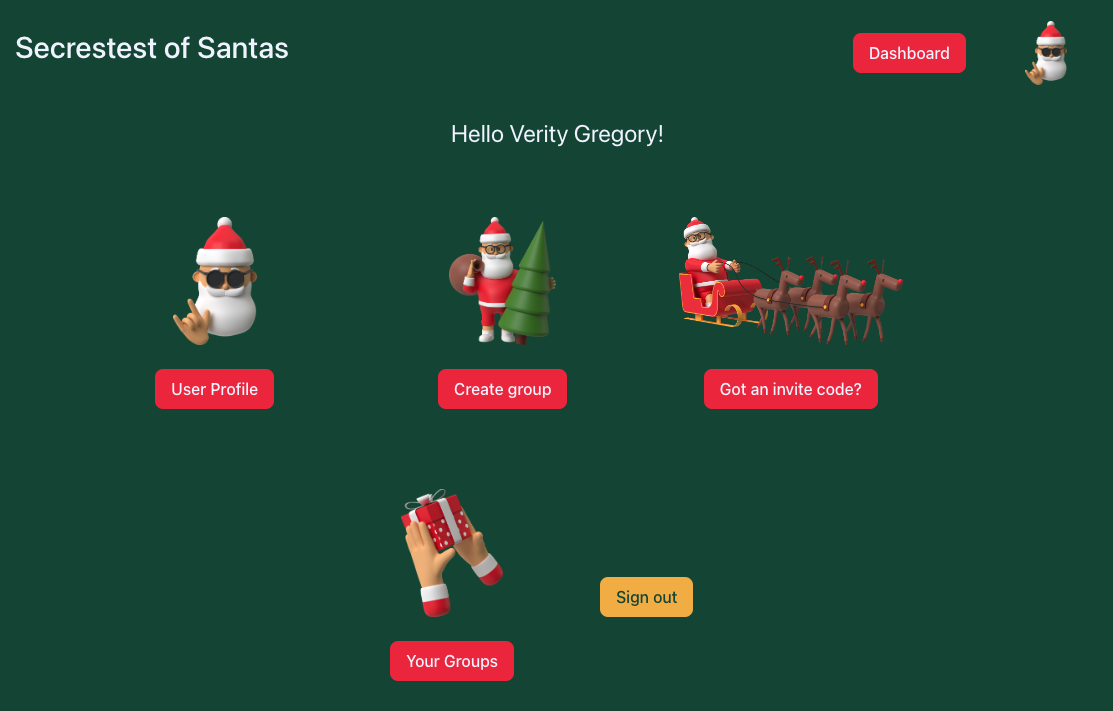 Secrestest of Santas
Dashboard
Hello Verity Gregory!
User Profile
Create group
Got an invite code?
Sign out
Your Groups